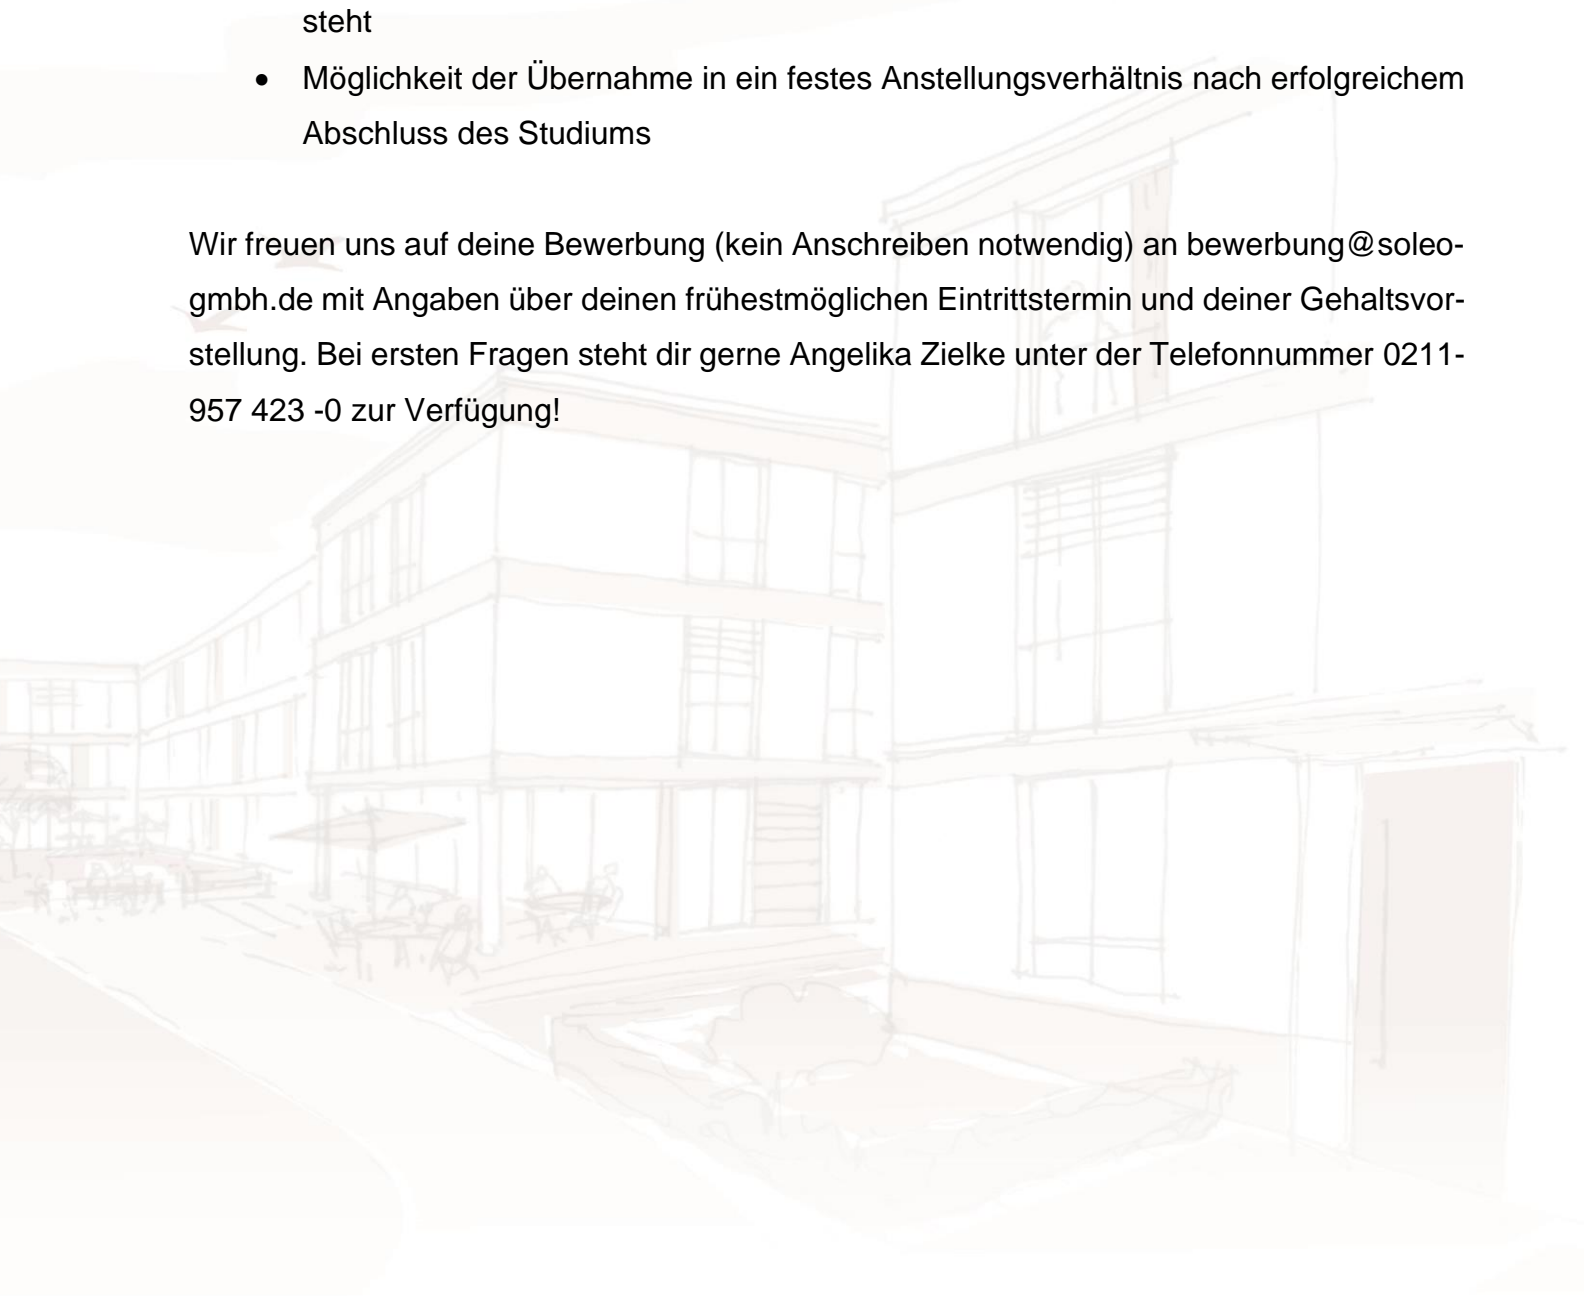 steht
• Möglichkeit der Übernahme in ein festes Anstellungsverhältnis nach erfolgreichem
Abschluss des Studiums
Wir freuen uns auf deine Bewerbung (kein Anschreiben notwendig) an bewerbung@soleo-
gmbh.de mit Angaben über deinen frühestmöglichen Eintrittstermin und deiner Gehaltsvor-
stellung. Bei ersten Fragen steht dir gerne Angelika Zielke unter der Telefonnummer 0211-
957 423 -0 zur Verfügung!